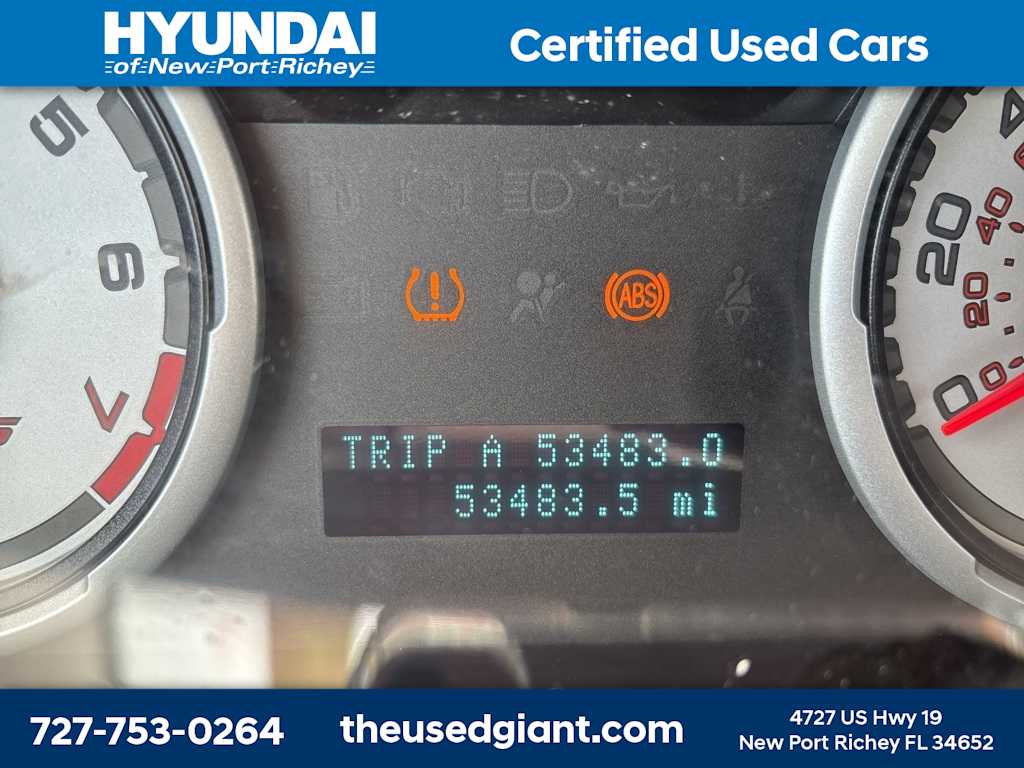 HYUNDAI
of New Port Richey
Certified Used Cars
5
6
7
20
40
20
0
0
ABS
TRIP A 53483.0
53483.5 mi
727-753-0264
theusedgiant.com
4727 US Hwy 19
New Port Richey FL 34652